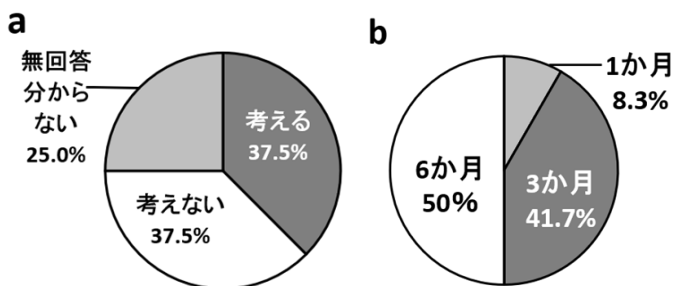 a
無回答
分から
ない
25.0%
考える
37.5%
考えない
37.5%
b
1か月
8.3%
6か月
50%
3か月
41.7%